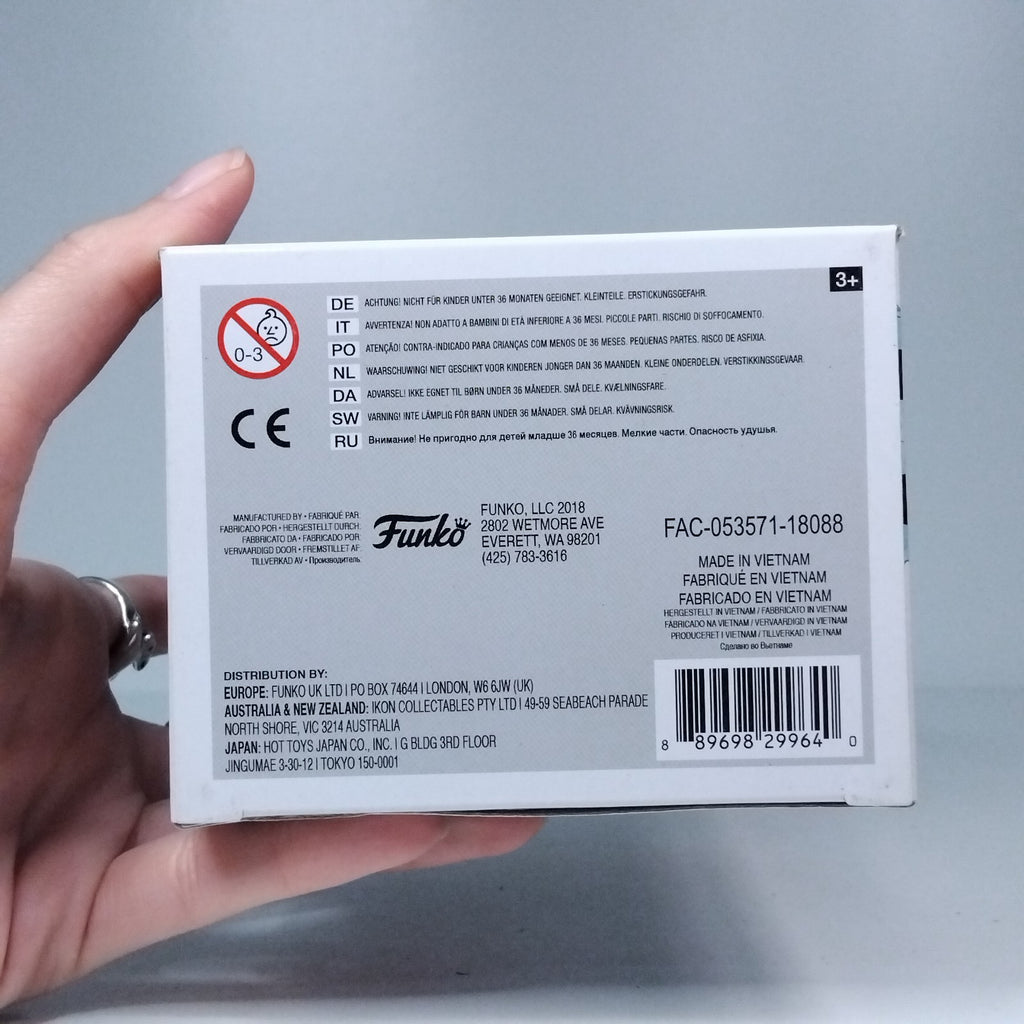 3+
0-3
DE ACHTUNG! NICHT FÜR KINDER UNTER 36 MONATEN GEEIGNET. KLEINTEILE. ERSTICKUNGSGEFAHR.
IT AVVERTENZA! NON ADATTO A BAMBINI DI ETÀ INFERIORE A 36 MESI. PICCOLE PARTI. RISCHIO DI SOFFOCAMENTO.
PO ATENÇÃO! CONTRA-INDICADO PARA CRIANÇAS COM MENOS DE 36 MESES. PEQUENAS PARTES. RISCO DE ASFIXIA.
NL WAARSCHUWING! NIET GESCHIKT VOOR KINDEREN JONGER DAN 36 MAANDEN. KLEINE ONDERDELEN. VERSTIKKINGSGEVAAR.
DA ADVARSEL! IKKE EGNET TIL BØRN UNDER 36 MÅNEDER. SMÅ DELE. KVÆLNINGSFARE.
SW VARNING! INTE LÄMPLIG FÖR BARN UNDER 36 MÅNADER. SMÅ DELAR. KVÄVNINGSRISK.
RU Внимание! Не пригодно для детей младше 36 месяцев. Мелкие части. Опасность удушья.
CE
MANUFACTURED BY • FABRIQUÉ PAR:
FABRICADO POR • HERGESTELLT DURCH:
FABBRICATO DA • FABRICADO POR:
VERVAARDIGD DOOR • FREMSTILLET AF:
TILLVERKAD AV • Производитель:
Funko
FUNKO, LLC 2018
2802 WETMORE AVE
EVERETT, WA 98201
(425) 783-3616
FAC-053571-18088
MADE IN VIETNAM
FABRIQUÉ EN VIETNAM
FABRICADO EN VIETNAM
HERGESTELLT IN VIETNAM / FABBRICATO IN VIETNAM
FABRICADO NA VIETNAM / VERVAARDIGD IN VIETNAM
PRODUCERET I VIETNAM / TILLVERKAD I VIETNAM
Сделано во Вьетнаме
DISTRIBUTION BY:
EUROPE: FUNKO UK LTD | PO BOX 74644 | LONDON, W6 6JW (UK)
AUSTRALIA & NEW ZEALAND: IKON COLLECTABLES PTY LTD | 49-59 SEABEACH PARADE
NORTH SHORE, VIC 3214 AUSTRALIA
JAPAN: HOT TOYS JAPAN CO., INC. | G BLDG 3RD FLOOR
JINGUMAE 3-30-12 | TOKYO 150-0001
8 89698 29964 0